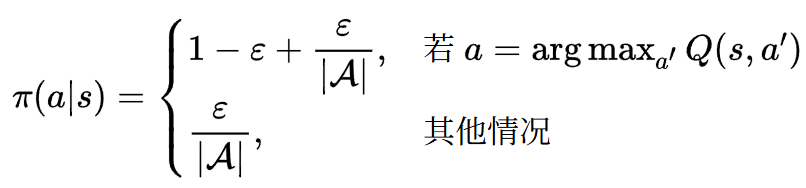 π(a|s) = { 1 − ε + ε/|𝒜|, 若 a = arg max_{a′} Q(s, a′)
ε/|𝒜|, 其他情况